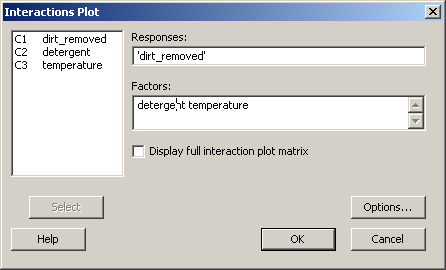 Interactions Plot
C1 dirt_removed
C2 detergent
C3 temperature
Responses:
'dirt_removed'
Factors:
detergent temperature
Display full interaction plot matrix
Select
Options...
Help
OK
Cancel